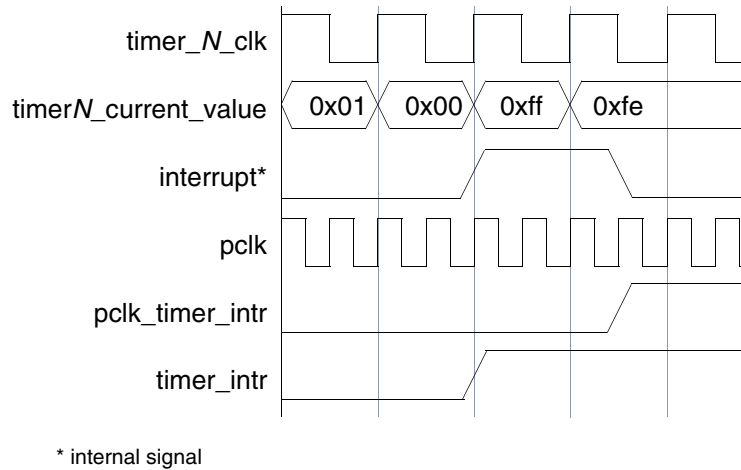 timer_N_clk
timerN_current_value 0x01 0x00 0xff 0xfe
interrupt*
pclk
pclk_timer_intr
timer_intr
* internal signal